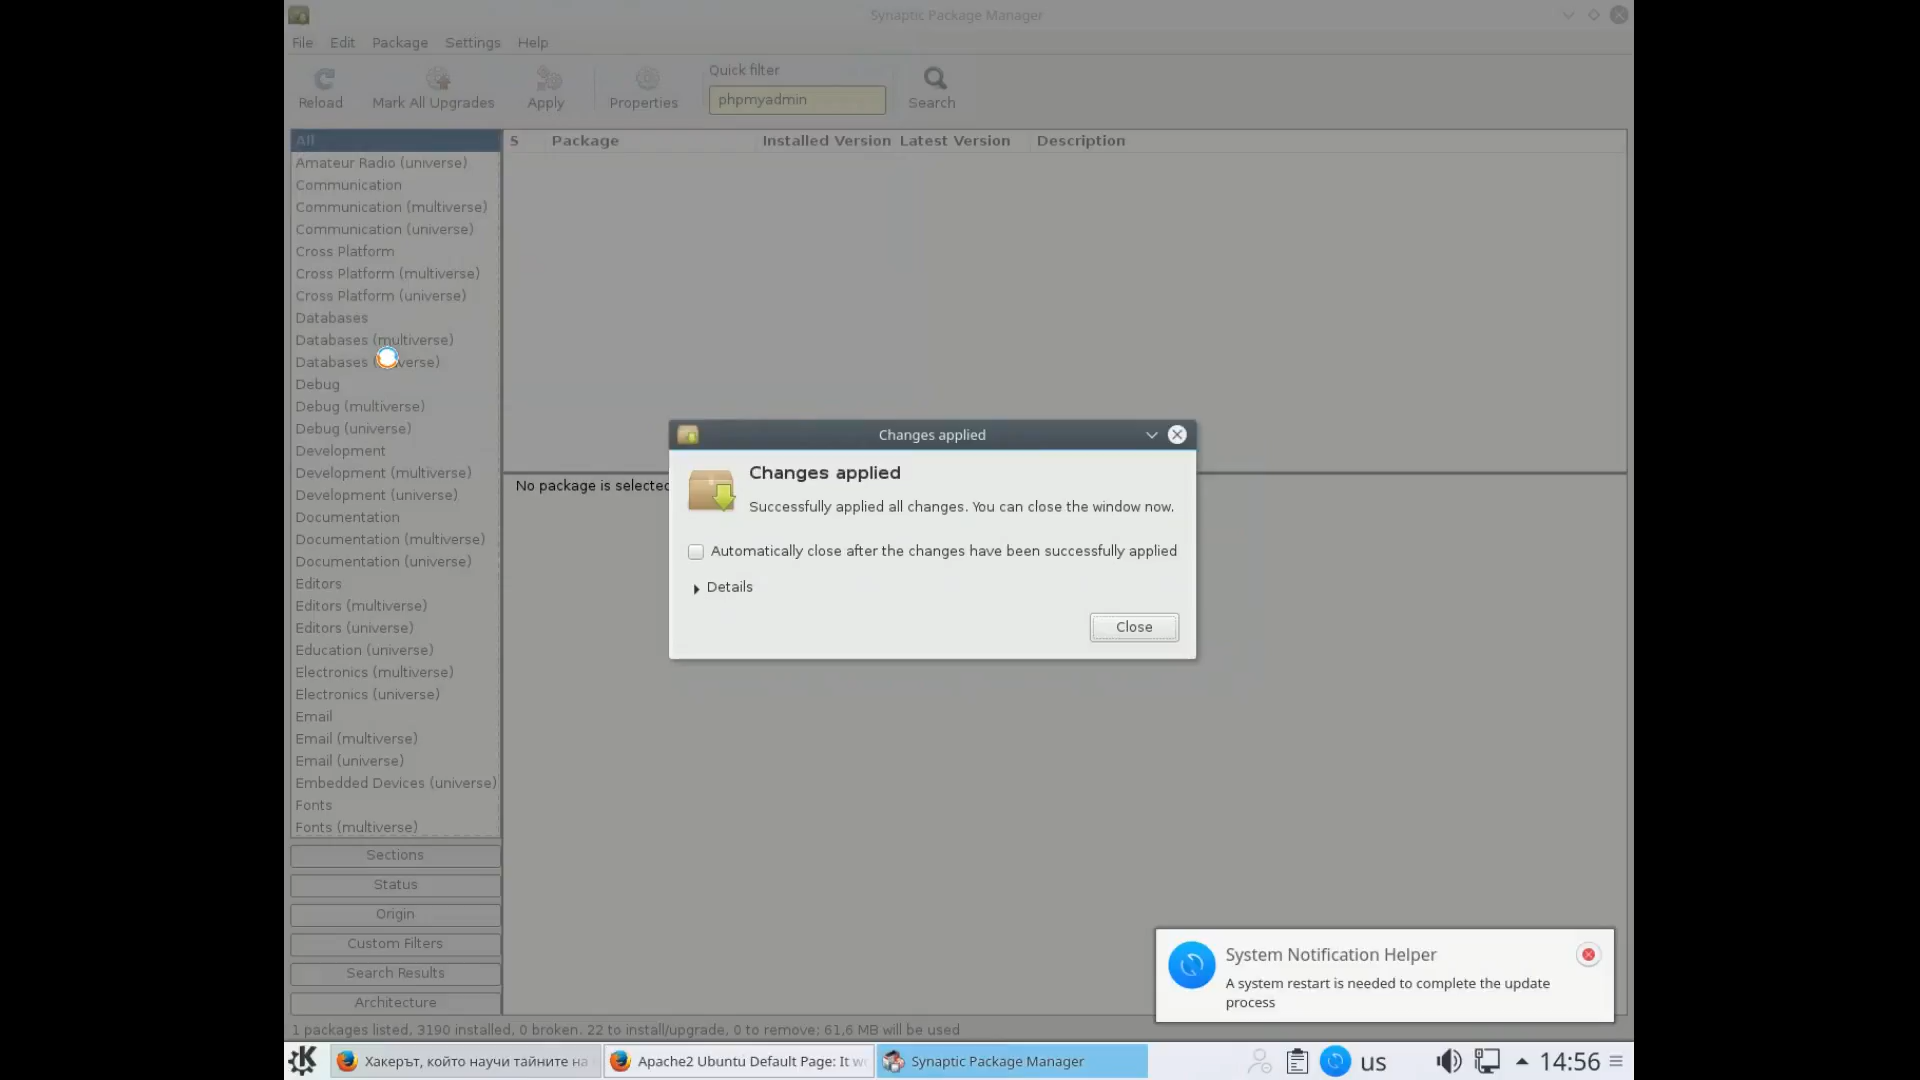 Synaptic Package Manager
File Edit Package Settings Help
Quick filter
phpmyadmin
Reload Mark All Upgrades Apply Properties Search
All
S Package Installed Version Latest Version Description
Amateur Radio (universe)
Communication
Communication (multiverse)
Communication (universe)
Cross Platform
Cross Platform (multiverse)
Cross Platform (universe)
Databases
Databases (multiverse)
Databases
Debug
Debug (multiverse)
Debug (universe)
Development
Development (multiverse)
Development (universe)
Documentation
Documentation (multiverse)
Documentation (universe)
Editors
Editors (multiverse)
Editors (universe)
Education (universe)
Electronics (multiverse)
Electronics (universe)
Email
Email (multiverse)
Email (universe)
Embedded Devices (universe)
Fonts
Fonts (multiverse)
Sections
Status
Origin
Custom Filters
Search Results
Architecture
No package is selected
Changes applied
Changes applied
Successfully applied all changes. You can close the window now.
Automatically close after the changes have been successfully applied
Details
Close
System Notification Helper
A system restart is needed to complete the update
process
1 packages listed, 3190 installed, 0 broken. 22 to install/upgrade, 0 to remove; 61,6 MB will be used
Хакерът, който научи тайните на
Apache2 Ubuntu Default Page: It wo
Synaptic Package Manager
us
14:56